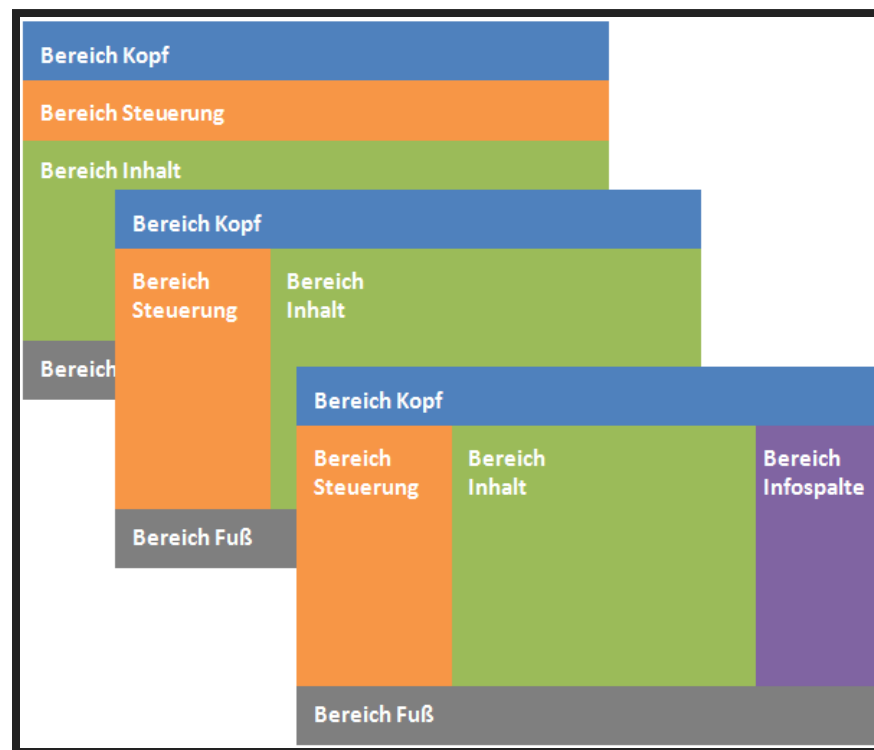 Bereich Kopf
Bereich Steuerung
Bereich Inhalt
Bereich
Bereich Kopf
Bereich
Steuerung
Bereich
Inhalt
Bereich Fuß
Bereich Kopf
Bereich
Steuerung
Bereich
Inhalt
Bereich
Infospalte
Bereich Fuß